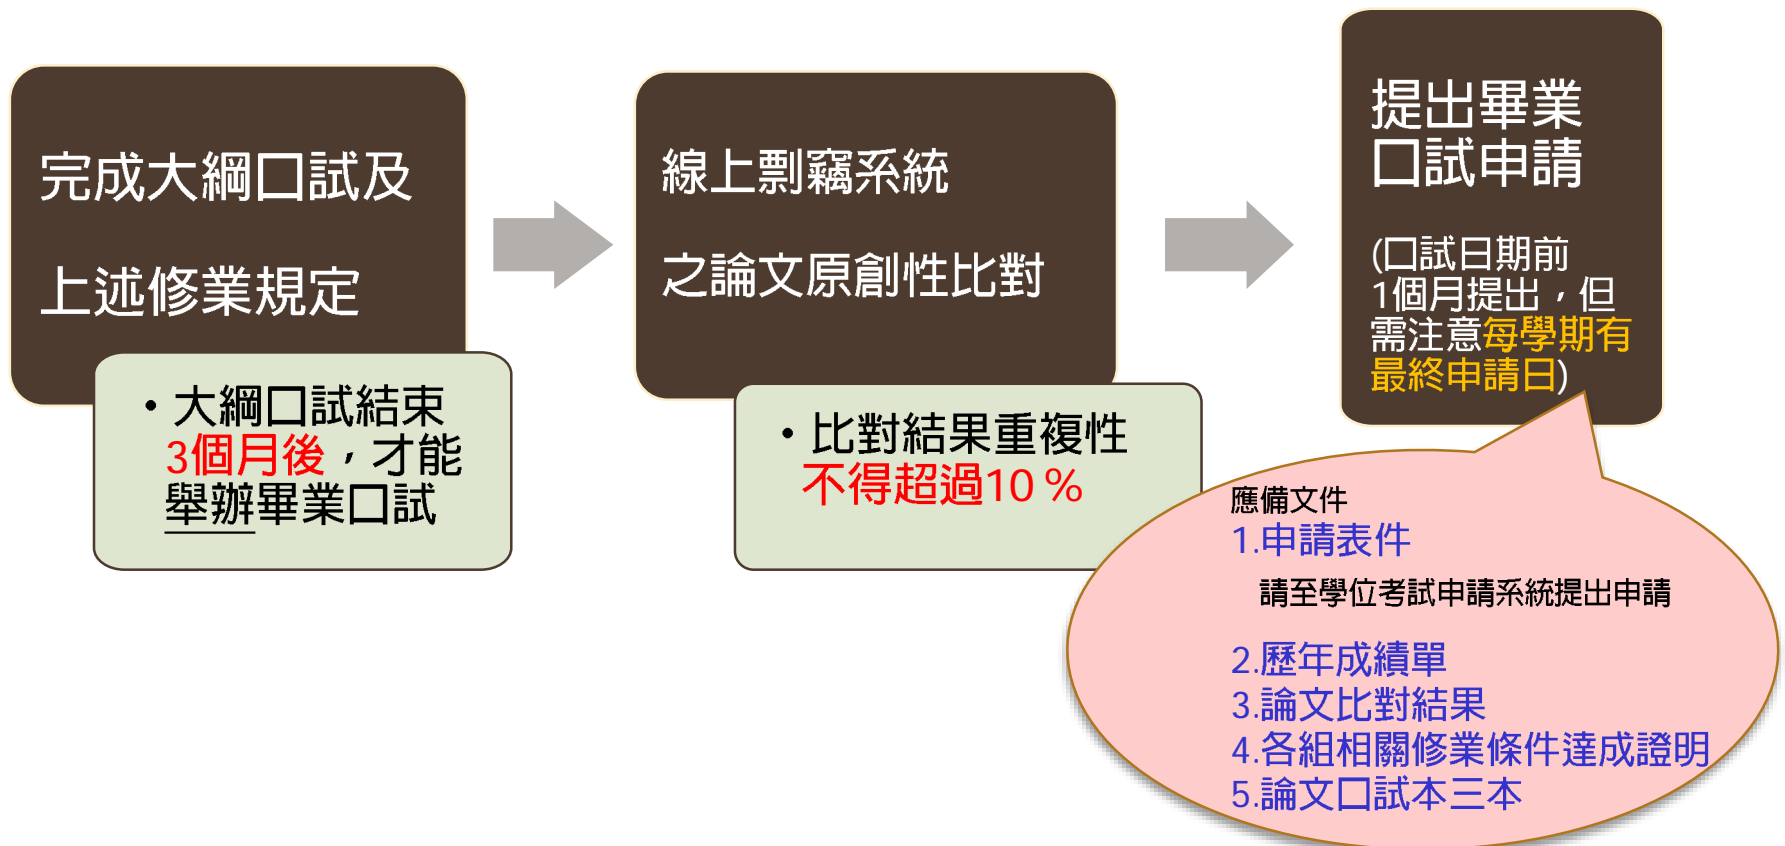 完成大綱口試及
上述修業規定
• 大綱口試結束
3個月後，才能
舉辦畢業口試
線上剽竊系統
之論文原創性比對
• 比對結果重複性
不得超過10％
提出畢業
口試申請
(口試日期前
1個月提出，但
需注意每學期有
最終申請日)
應備文件
1.申請表件
請至學位考試申請系統提出申請
2.歷年成績單
3.論文比對結果
4.各組相關修業條件達成證明
5.論文口試本三本